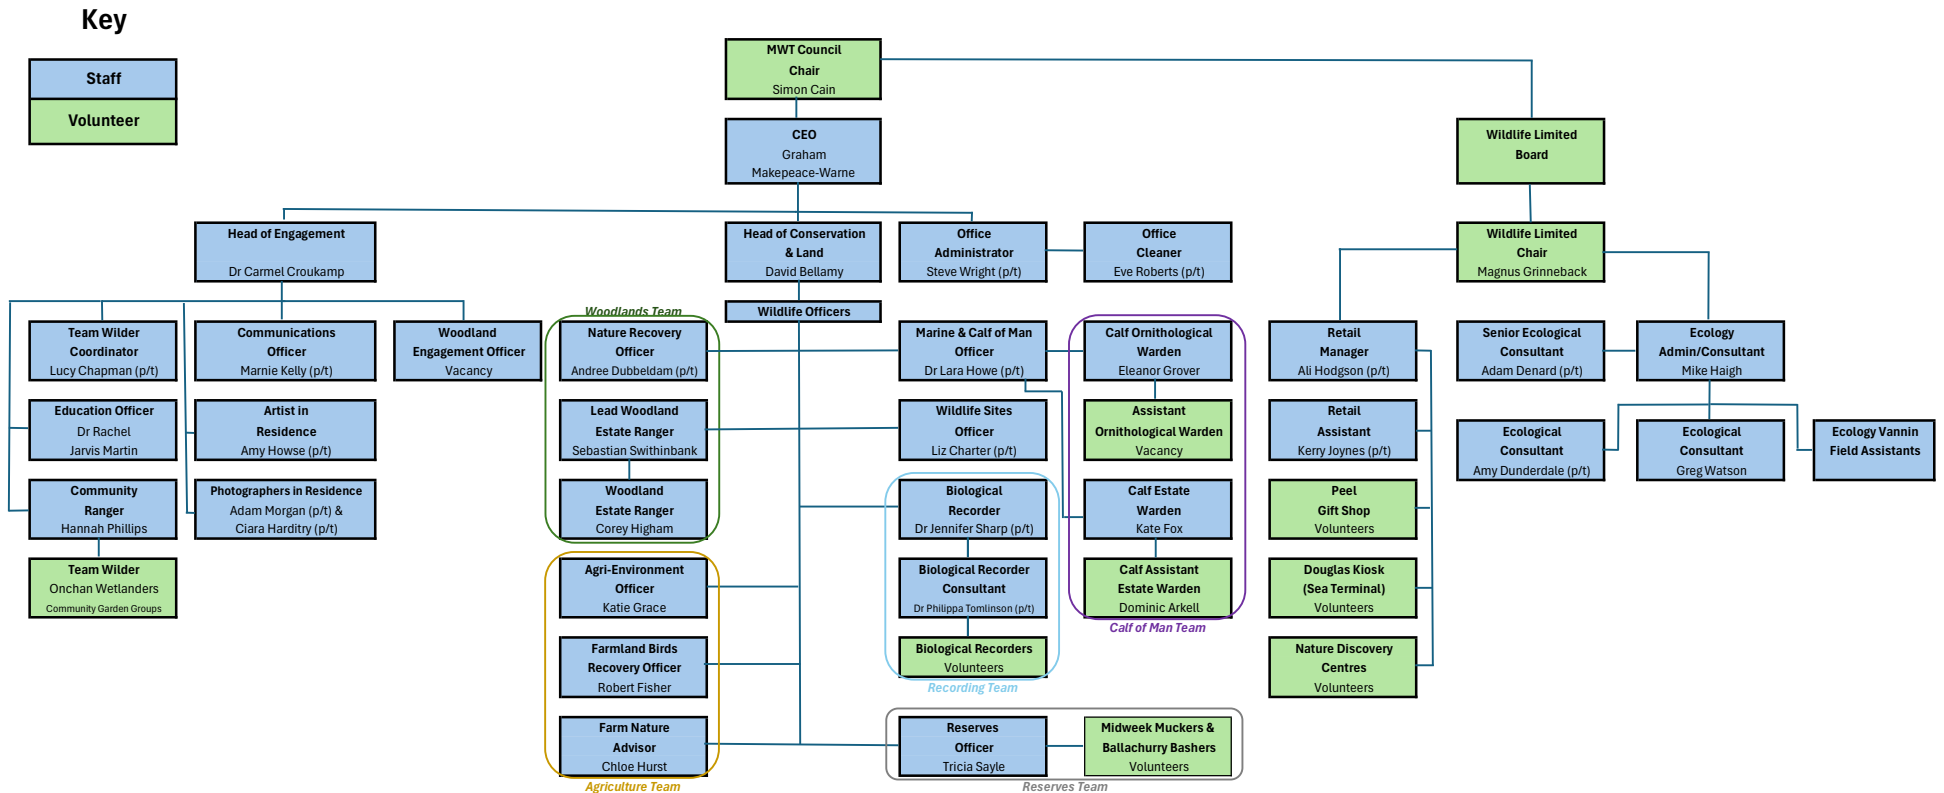 Key
Staff
Volunteer
MWT Council
Chair
Simon Cain
CEO
Graham
Makepeace-Warne
Wildlife Limited
Board
Head of Engagement
Dr Carmel Croukamp
Head of Conservation
& Land
David Bellamy
Office
Administrator
Steve Wright (p/t)
Office
Cleaner
Eve Roberts (p/t)
Wildlife Limited
Chair
Magnus Grinneback
Wildlife Officers
Team Wilder
Coordinator
Lucy Chapman (p/t)
Communications
Officer
Marnie Kelly (p/t)
Woodland
Engagement Officer
Vacancy
Education Officer
Dr Rachel
Jarvis Martin
Artist in
Residence
Amy Howse (p/t)
Community
Ranger
Hannah Phillips
Photographers in Residence
Adam Morgan (p/t) &
Ciara Harditry (p/t)
Team Wilder
Onchan Wetlanders
Community Garden Groups
Woodlands Team
Nature Recovery
Officer
Andree Dubbeldam (p/t)
Lead Woodland
Estate Ranger
Sebastian Swithinbank
Woodland
Estate Ranger
Corey Higham
Agri-Environment
Officer
Katie Grace
Farmland Birds
Recovery Officer
Robert Fisher
Farm Nature
Advisor
Chloe Hurst
Agriculture Team
Marine & Calf of Man
Officer
Dr Lara Howe (p/t)
Wildlife Sites
Officer
Liz Charter (p/t)
Biological
Recorder
Dr Jennifer Sharp (p/t)
Biological Recorder
Consultant
Dr Philippa Tomlinson (p/t)
Biological Recorders
Volunteers
Recording Team
Reserves
Officer
Tricia Sayle
Midweek Muckers &
Ballachurry Bashers
Volunteers
Reserves Team
Calf Ornithological
Warden
Eleanor Grover
Assistant
Ornithological Warden
Vacancy
Calf Estate
Warden
Kate Fox
Calf Assistant
Estate Warden
Dominic Arkell
Calf of Man Team
Retail
Manager
Ali Hodgson (p/t)
Retail
Assistant
Kerry Joynes (p/t)
Peel
Gift Shop
Volunteers
Douglas Kiosk
(Sea Terminal)
Volunteers
Nature Discovery
Centres
Volunteers
Senior Ecological
Consultant
Adam Denard (p/t)
Ecology
Admin/Consultant
Mike Haigh
Ecological
Consultant
Amy Dunderdale (p/t)
Ecological
Consultant
Greg Watson
Ecology Vannin
Field Assistants